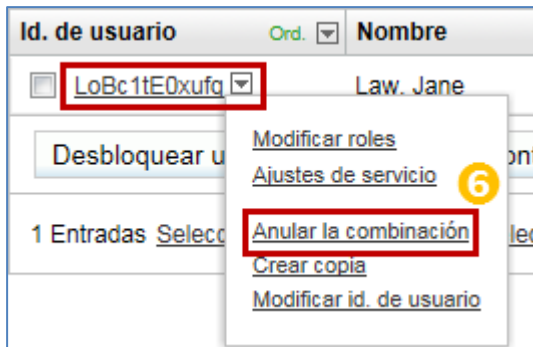 Id. de usuario Ord. Nombre
LoBc1tE0xufq Law, Jane
Modificar roles
Desbloquear
Ajustes de servicio 6
1 Entradas Anular la combinación
Crear copia
Modificar id. de usuario